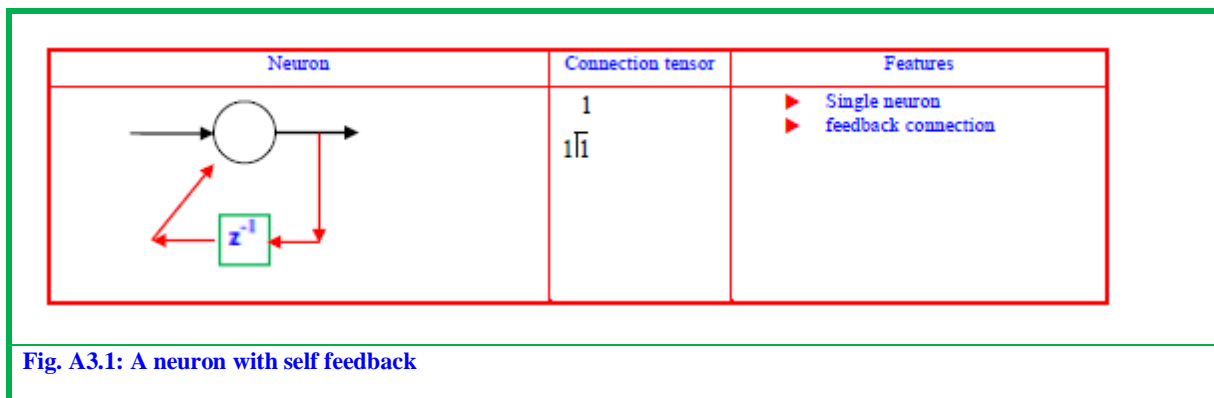 Neuron Connection tensor Features
1
1 1
Single neuron
feedback connection
z⁻¹
Fig. A3.1: A neuron with self feedback